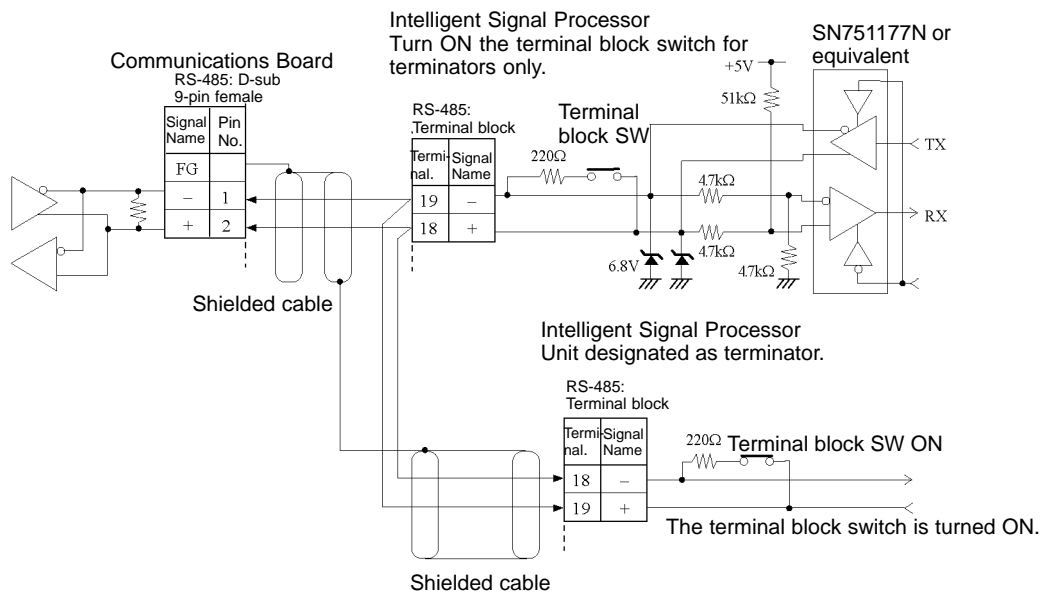 Intelligent Signal Processor
Turn ON the terminal block switch for
terminators only.
SN751177N or
equivalent
Communications Board
RS-485: D-sub
9-pin female
Signal
Name
Pin
No.
FG
–
1
+
2
Shielded cable
RS-485:
Terminal block
Termi-
nal.
Signal
Name
19
–
18
+
Terminal
block SW
220Ω
+5V
51kΩ
4.7kΩ
4.7kΩ
4.7kΩ
6.8V
TX
RX
Intelligent Signal Processor
Unit designated as terminator.
RS-485:
Terminal block
Termi-
nal.
Signal
Name
18
–
19
+
220Ω
Terminal block SW ON
The terminal block switch is turned ON.
Shielded cable